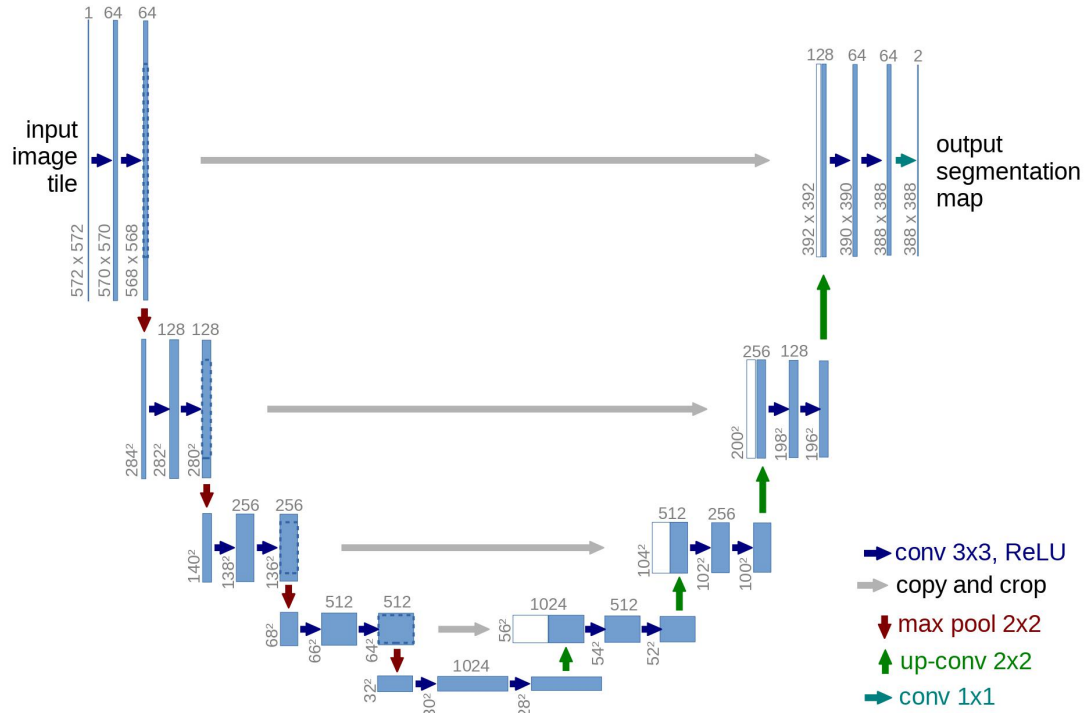 1 64 64
input
image
tile
572 x 572
570 x 570
568 x 568
128 64 64 2
output
segmentation
map
392 x 392
390 x 390
388 x 388
388 x 388
128 128
284²
282²
280²
256 128
200²
198²
196²
256 256
140²
138²
136²
512 256
104²
102²
100²
512 512
68²
66²
64²
1024 512
56²
54²
52²
1024
32²
30²
28²
conv 3x3, ReLU
copy and crop
max pool 2x2
up-conv 2x2
conv 1x1